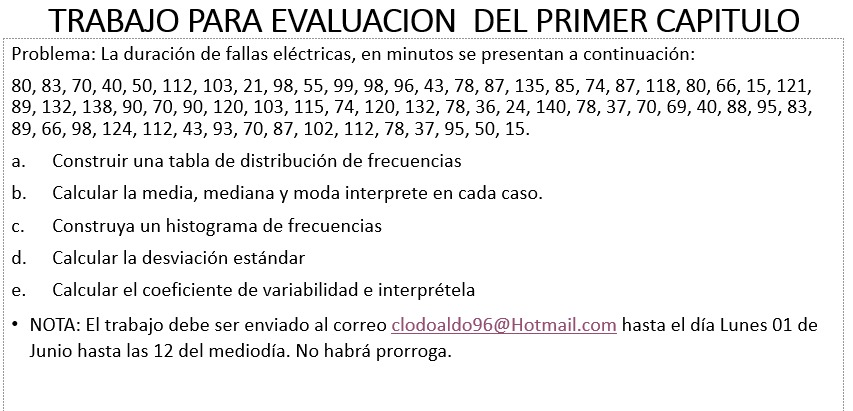 TRABAJO PARA EVALUACION  DEL PRIMER CAPITULO
Problema: La duración de fallas eléctricas, en minutos se presentan a continuación:
80, 83, 70, 40, 50, 112, 103, 21, 98, 55, 99, 98, 96, 43, 78, 87, 135, 85, 74, 87, 118, 80, 66, 15, 121,
89, 132, 138, 90, 70, 90, 120, 103, 115, 74, 120, 132, 78, 36, 24, 140, 78, 37, 70, 69, 40, 88, 95, 83,
89, 66, 98, 124, 112, 43, 93, 70, 87, 102, 112, 78, 37, 95, 50, 15.
a. Construir una tabla de distribución de frecuencias
b. Calcular la media, mediana y moda interprete en cada caso.
c. Construya un histograma de frecuencias
d. Calcular la desviación estándar
e. Calcular el coeficiente de variabilidad e interprétela
• NOTA: El trabajo debe ser enviado al correo clodoaldo96@Hotmail.com hasta el día Lunes 01 de
Junio hasta las 12 del mediodía. No habrá prorroga.